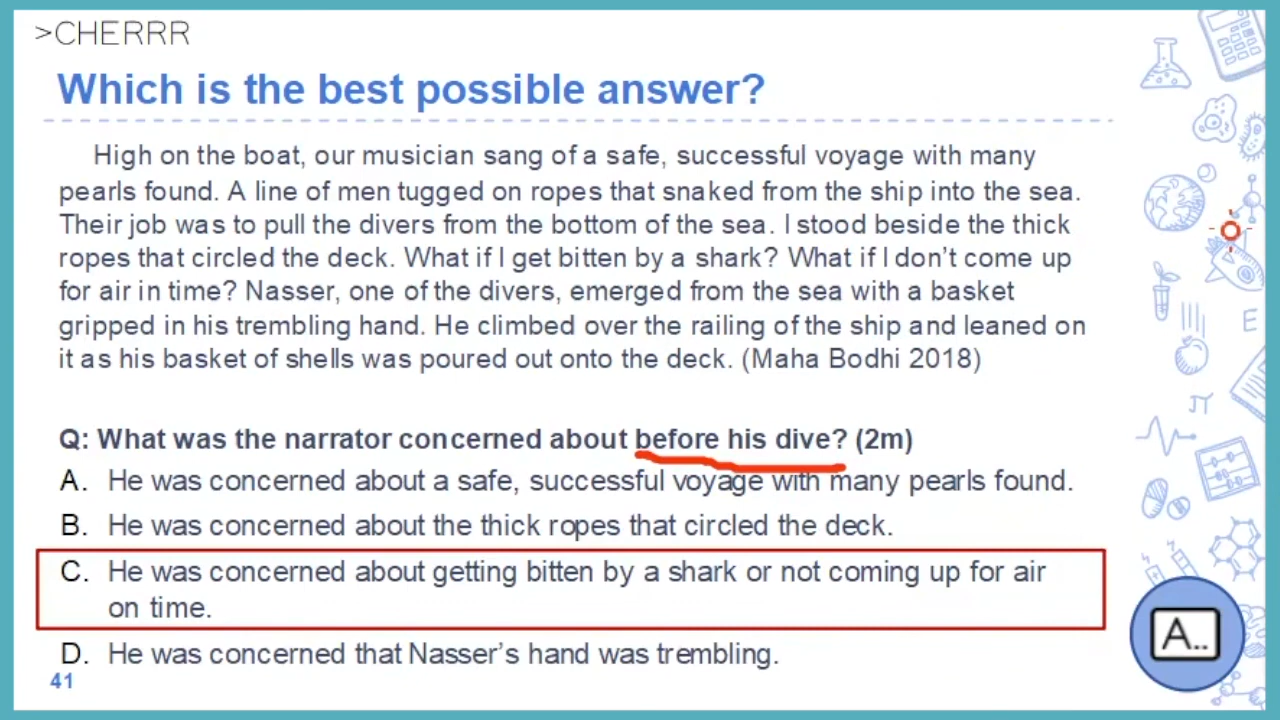 >CHERRR
Which is the best possible answer?
High on the boat, our musician sang of a safe, successful voyage with many
pearls found. A line of men tugged on ropes that snaked from the ship into the sea.
Their job was to pull the divers from the bottom of the sea. I stood beside the thick
ropes that circled the deck. What if I get bitten by a shark? What if I don’t come up
for air in time? Nasser, one of the divers, emerged from the sea with a basket
gripped in his trembling hand. He climbed over the railing of the ship and leaned on
it as his basket of shells was poured out onto the deck. (Maha Bodhi 2018)
Q: What was the narrator concerned about before his dive? (2m)
A. He was concerned about a safe, successful voyage with many pearls found.
B. He was concerned about the thick ropes that circled the deck.
C. He was concerned about getting bitten by a shark or not coming up for air
on time.
D. He was concerned that Nasser’s hand was trembling.
41
E
π
A..